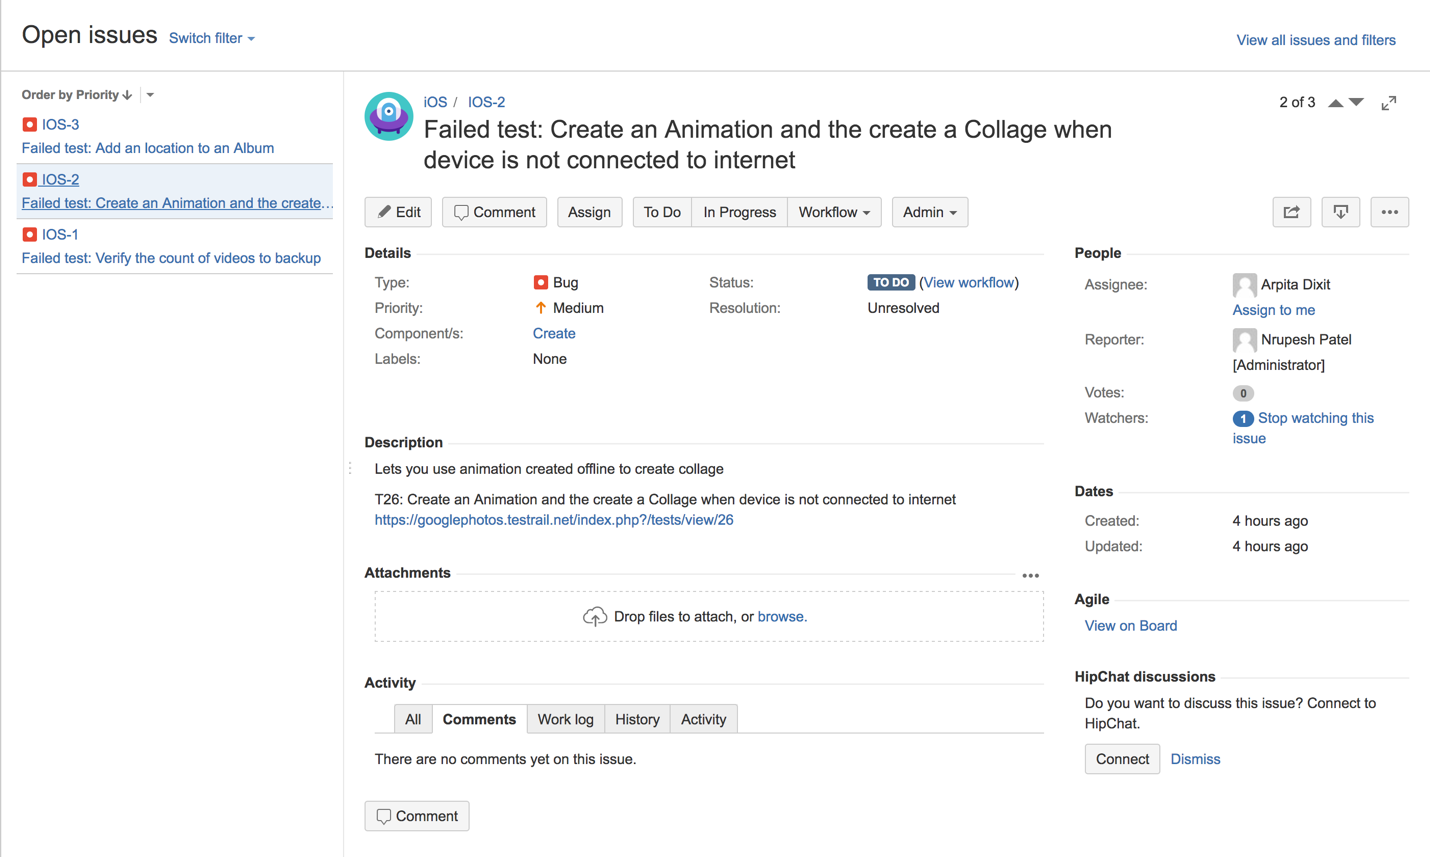 Open issues Switch filter
View all issues and filters
Order by Priority
IOS-3
Failed test: Add an location to an Album
IOS-2
Failed test: Create an Animation and the create...
IOS-1
Failed test: Verify the count of videos to backup
iOS / IOS-2
2 of 3
Failed test: Create an Animation and the create a Collage when
device is not connected to internet
Edit Comment Assign To Do In Progress Workflow Admin
Details
Type: Bug
Status: TO DO (View workflow)
Priority: Medium
Resolution: Unresolved
Component/s: Create
Labels: None
Description
Lets you use animation created offline to create collage
T26: Create an Animation and the create a Collage when device is not connected to internet
https://googlephotos.testrail.net/index.php?/tests/view/26
Attachments
Drop files to attach, or browse.
Activity
All Comments Work log History Activity
There are no comments yet on this issue.
Comment
People
Assignee: Arpita Dixit
Assign to me
Reporter: Nrupesh Patel
[Administrator]
Votes: 0
Watchers: 1 Stop watching this
issue
Dates
Created: 4 hours ago
Updated: 4 hours ago
Agile
View on Board
HipChat discussions
Do you want to discuss this issue? Connect to
HipChat.
Connect Dismiss